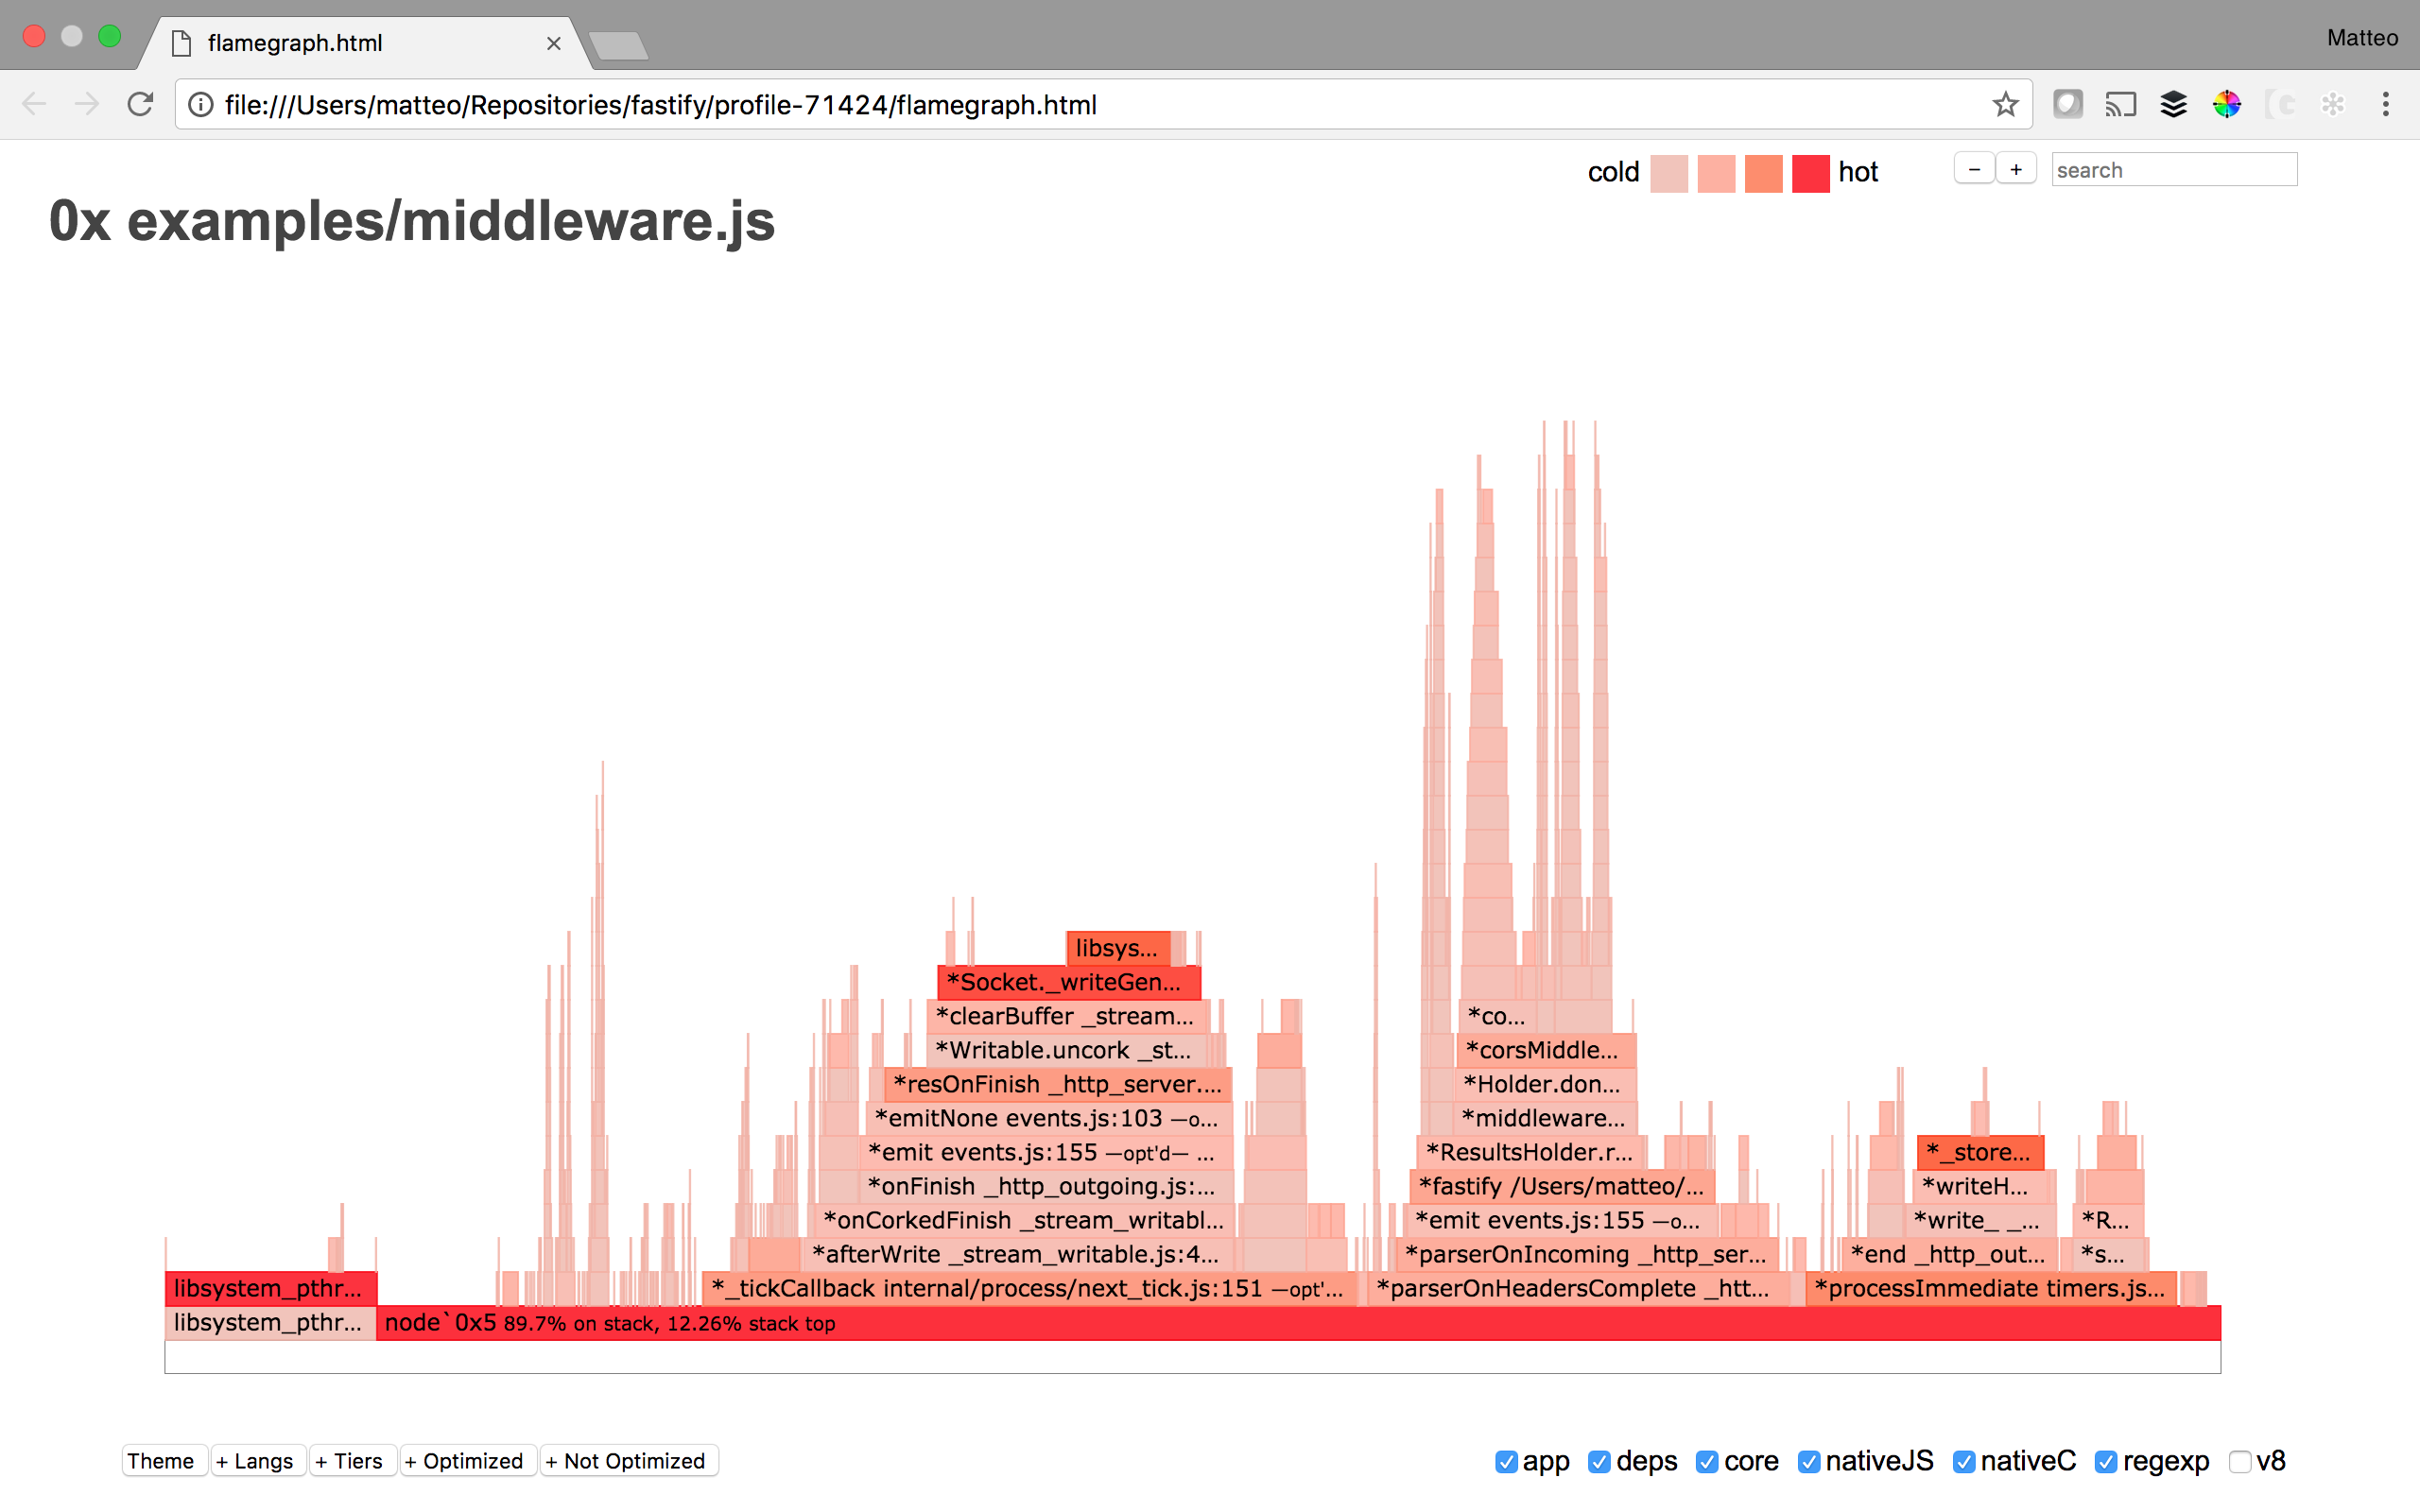 flamegraph.html
Matteo
file:///Users/matteo/Repositories/fastify/profile-71424/flamegraph.html
cold hot
− + search
0x examples/middleware.js
libsys...
*Socket._writeGen...
*clearBuffer _stream... *co...
*Writable.uncork _st... *corsMiddle...
*resOnFinish _http_server.... *Holder.don...
*emitNone events.js:103 —o... *middleware...
*emit events.js:155 —opt'd— ... *ResultsHolder.r... *_store...
*onFinish _http_outgoing.js:... *fastify /Users/matteo/... *writeH...
*onCorkedFinish _stream_writabl... *emit events.js:155 —o... *write_ _... *R...
*afterWrite _stream_writable.js:4... *parserOnIncoming _http_ser... *end _http_out... *s...
libsystem_pthr... *_tickCallback internal/process/next_tick.js:151 —opt'... *parserOnHeadersComplete _htt... *processImmediate timers.js...
libsystem_pthr... node`0x5 89.7% on stack, 12.26% stack top
Theme + Langs + Tiers + Optimized + Not Optimized app deps core nativeJS nativeC regexp v8